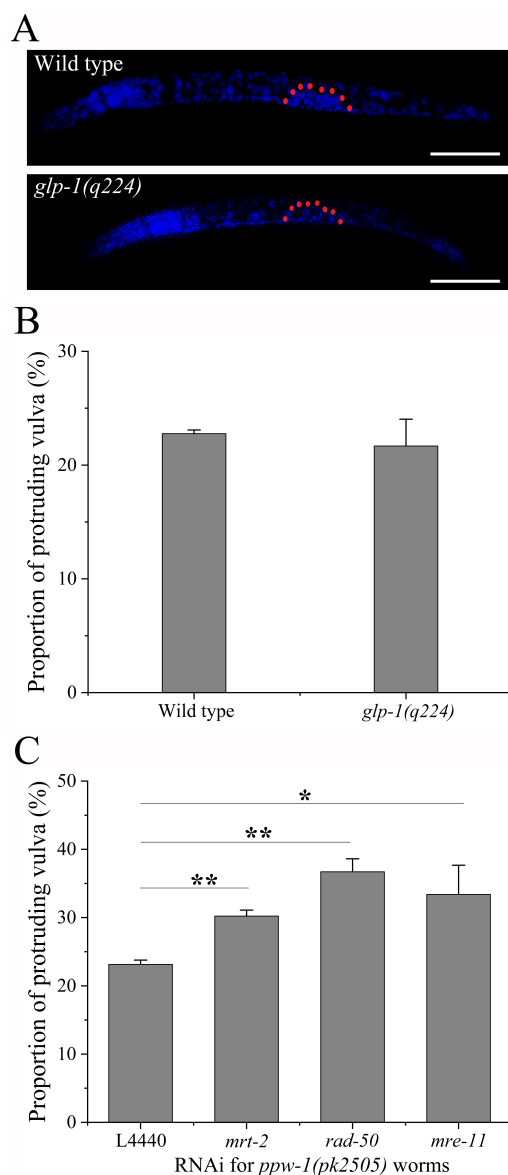 A
Wild type
glp-1(q224)
B
Proportion of protruding vulva (%)
30
20
10
0
Wild type
glp-1(q224)
C
Proportion of protruding vulva (%)
50
40
30
20
10
0
*
**
**
L4440
mrt-2
rad-50
mre-11
RNAi for ppw-1(pk2505) worms